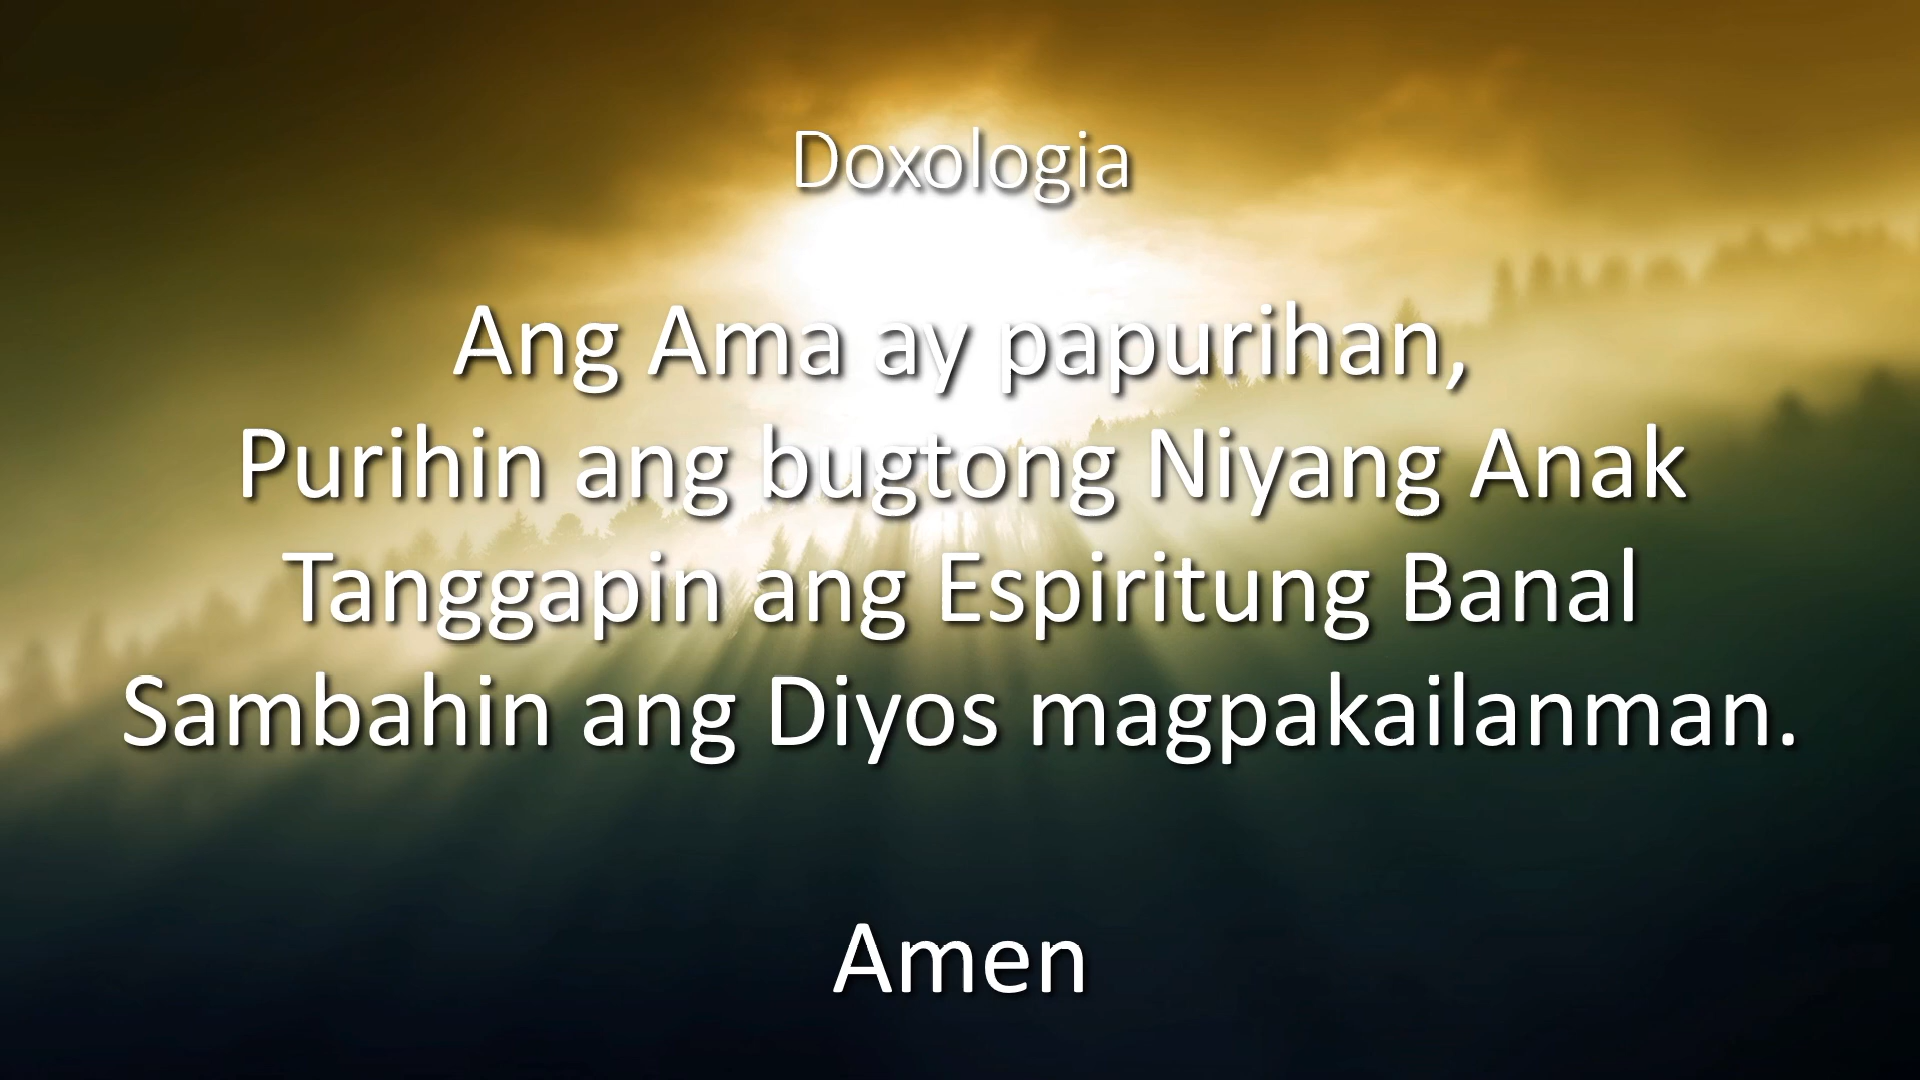 Doxologia
Ang Ama ay papurihan,
Purihin ang bugtong Niyang Anak
Tanggapin ang Espiritung Banal
Sambahin ang Diyos magpakailanman.
Amen